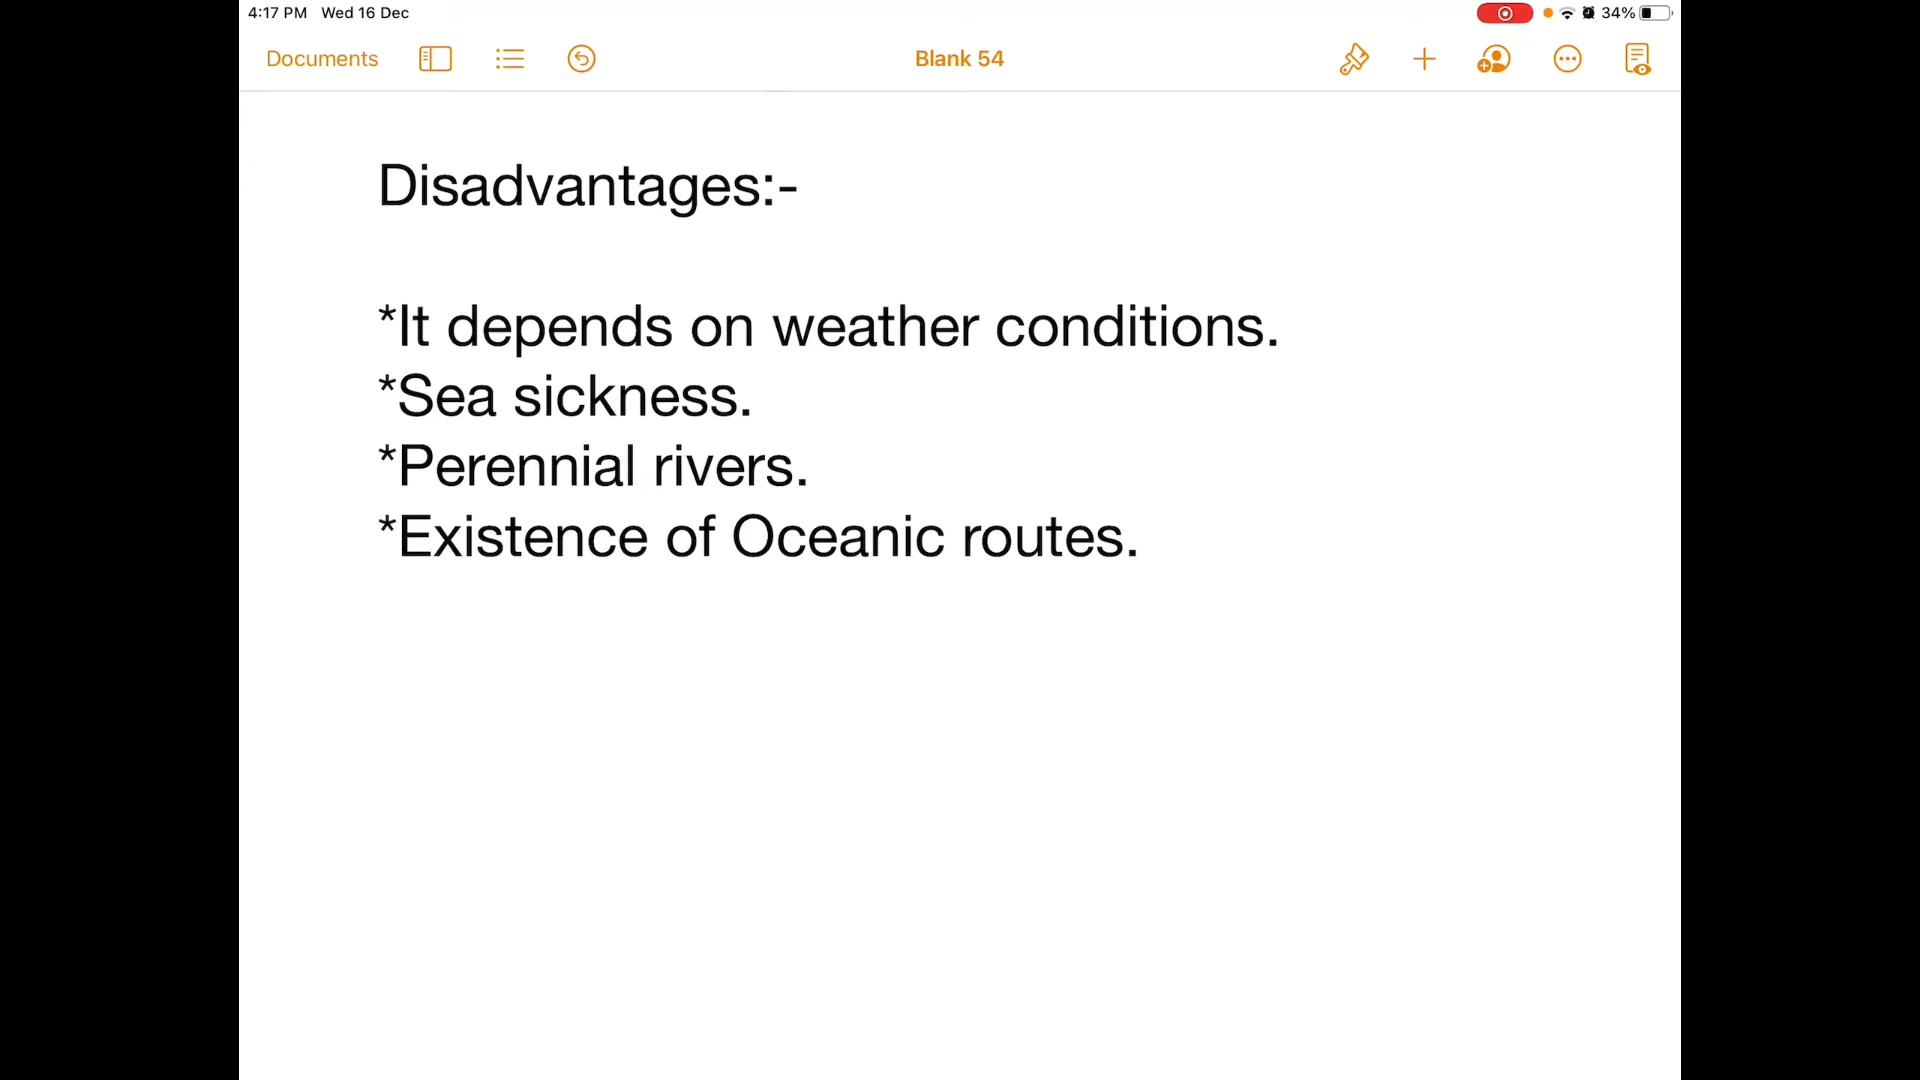 4:17 PM Wed 16 Dec 34%
Documents Blank 54
Disadvantages:-
*It depends on weather conditions.
*Sea sickness.
*Perennial rivers.
*Existence of Oceanic routes.